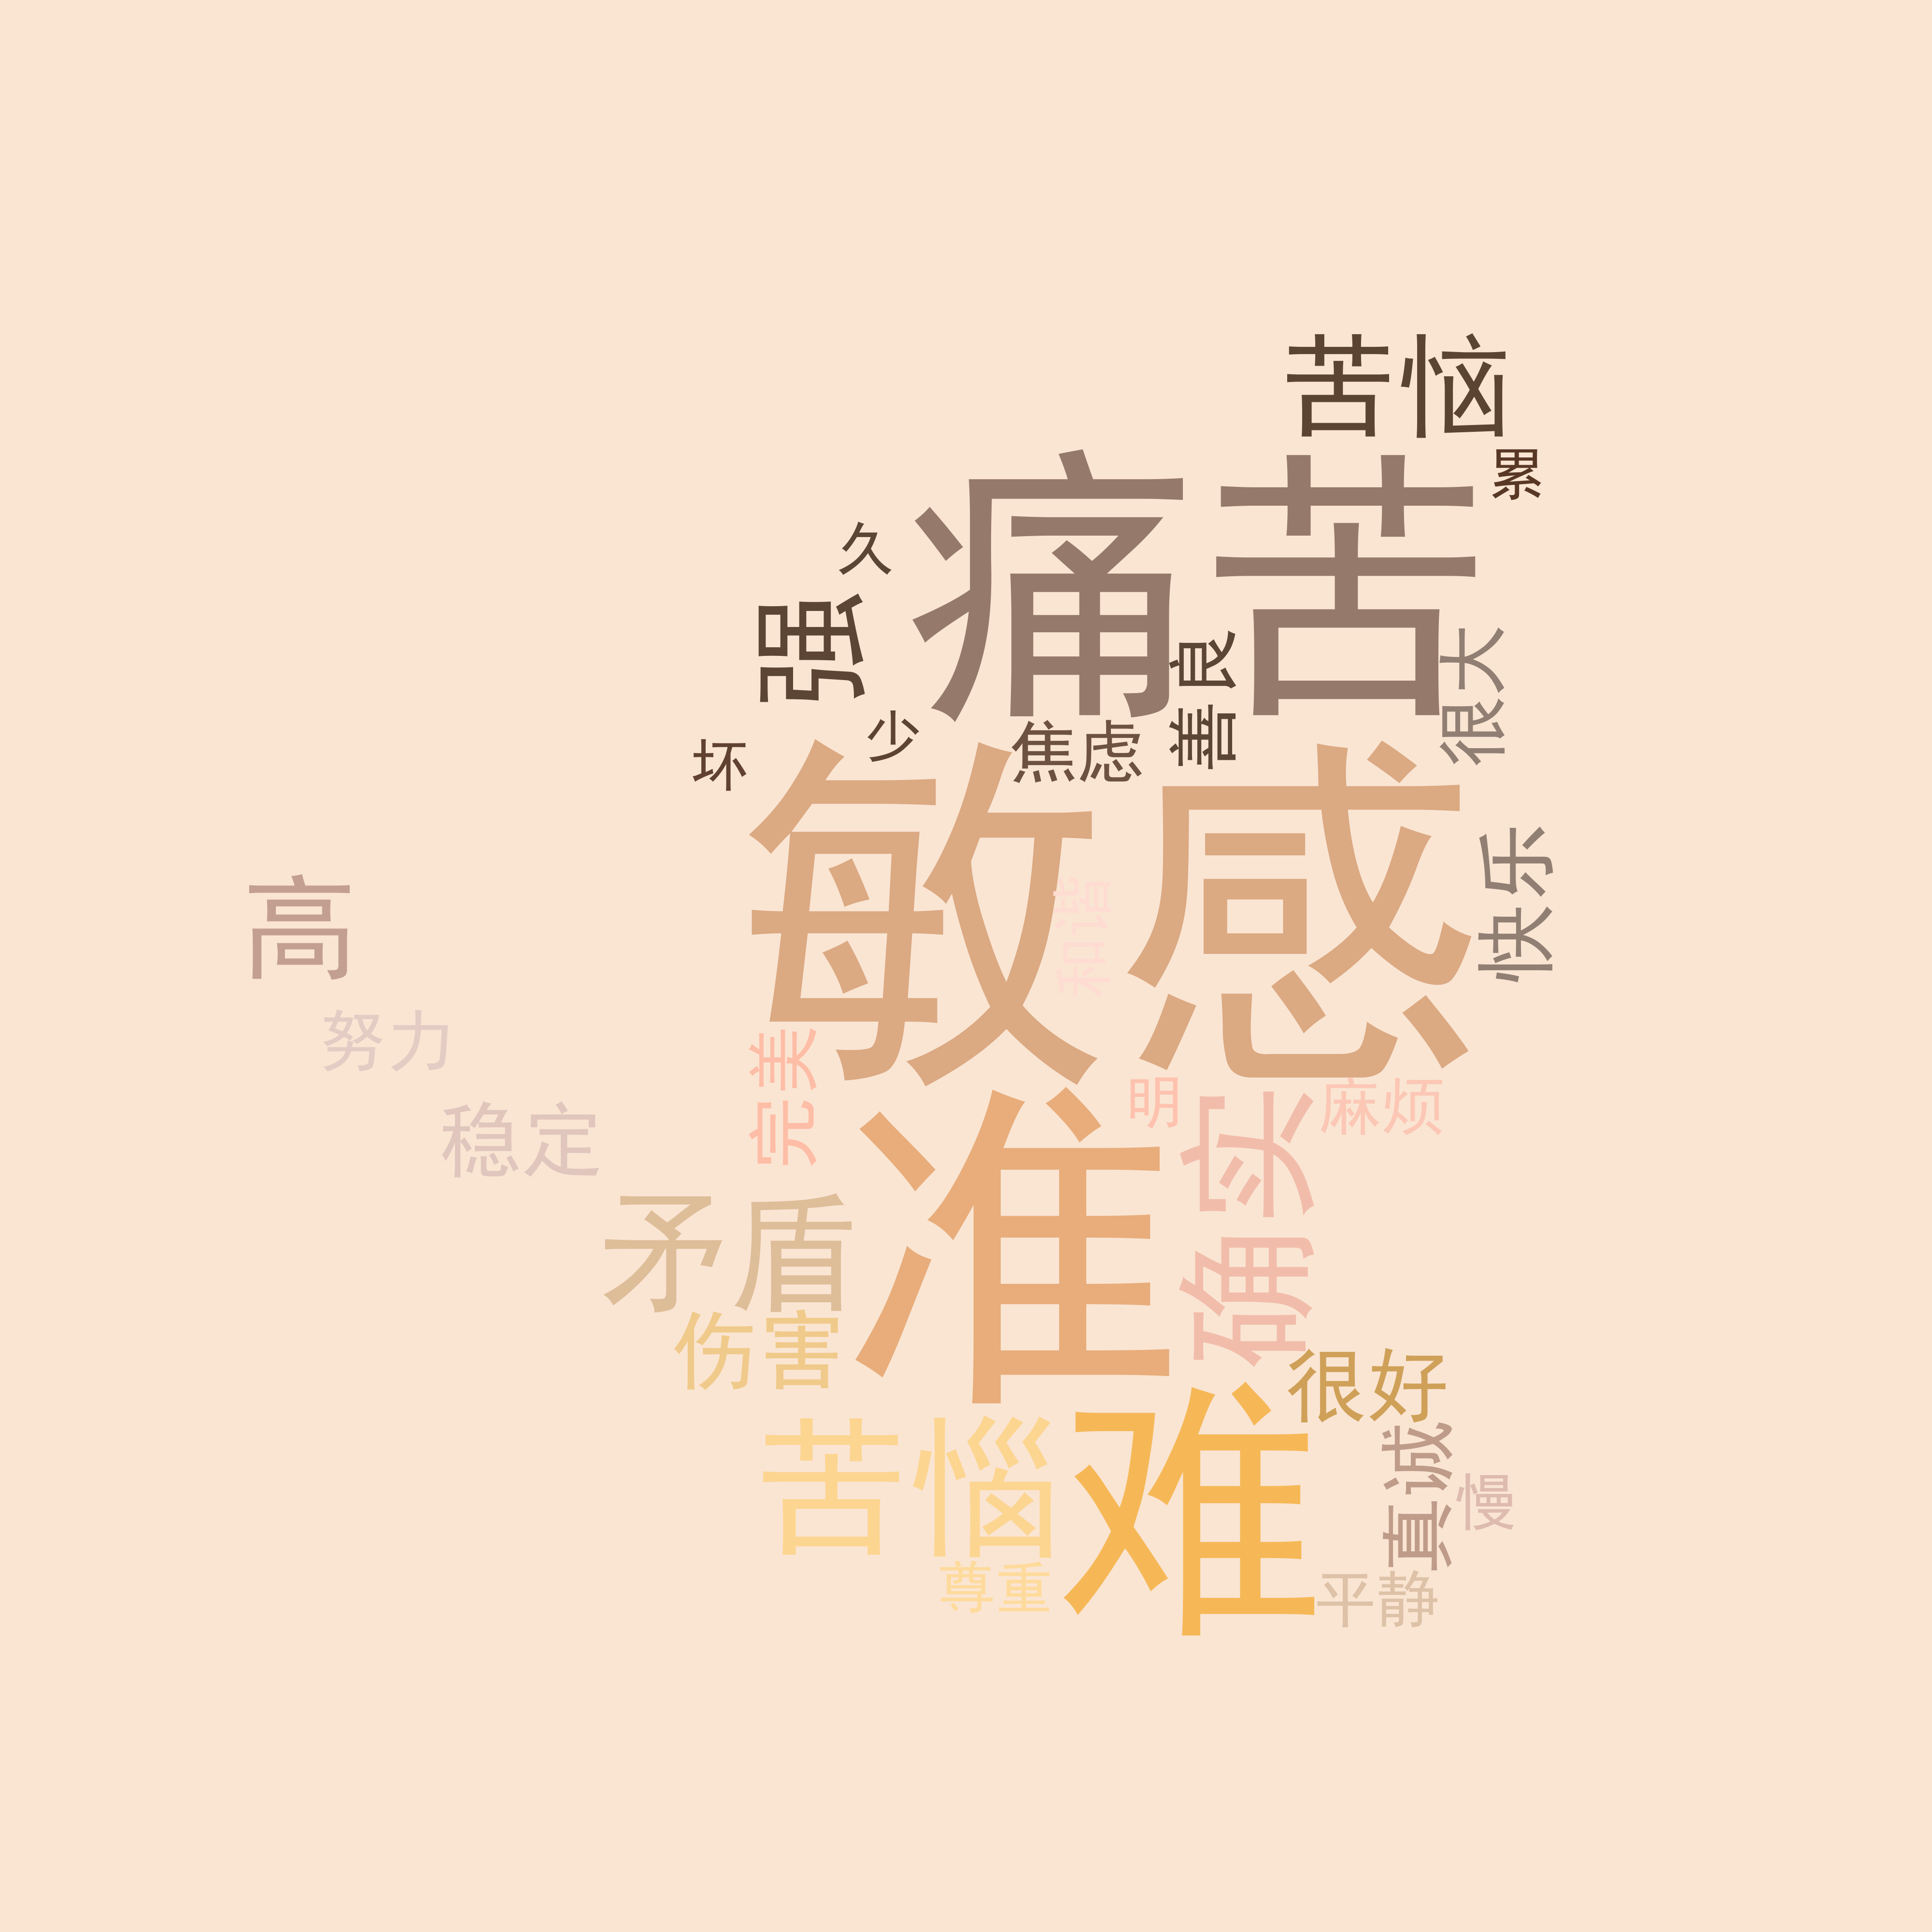 苦恼
累
痛苦
久
强
善良
很大
少
焦虑
坏
敏感
快乐
和谐
高
努力
完美
明
麻烦
稳定
准
确实
矛盾
伤害
很好
难
苦惱
真诚
慢
尊重
平静